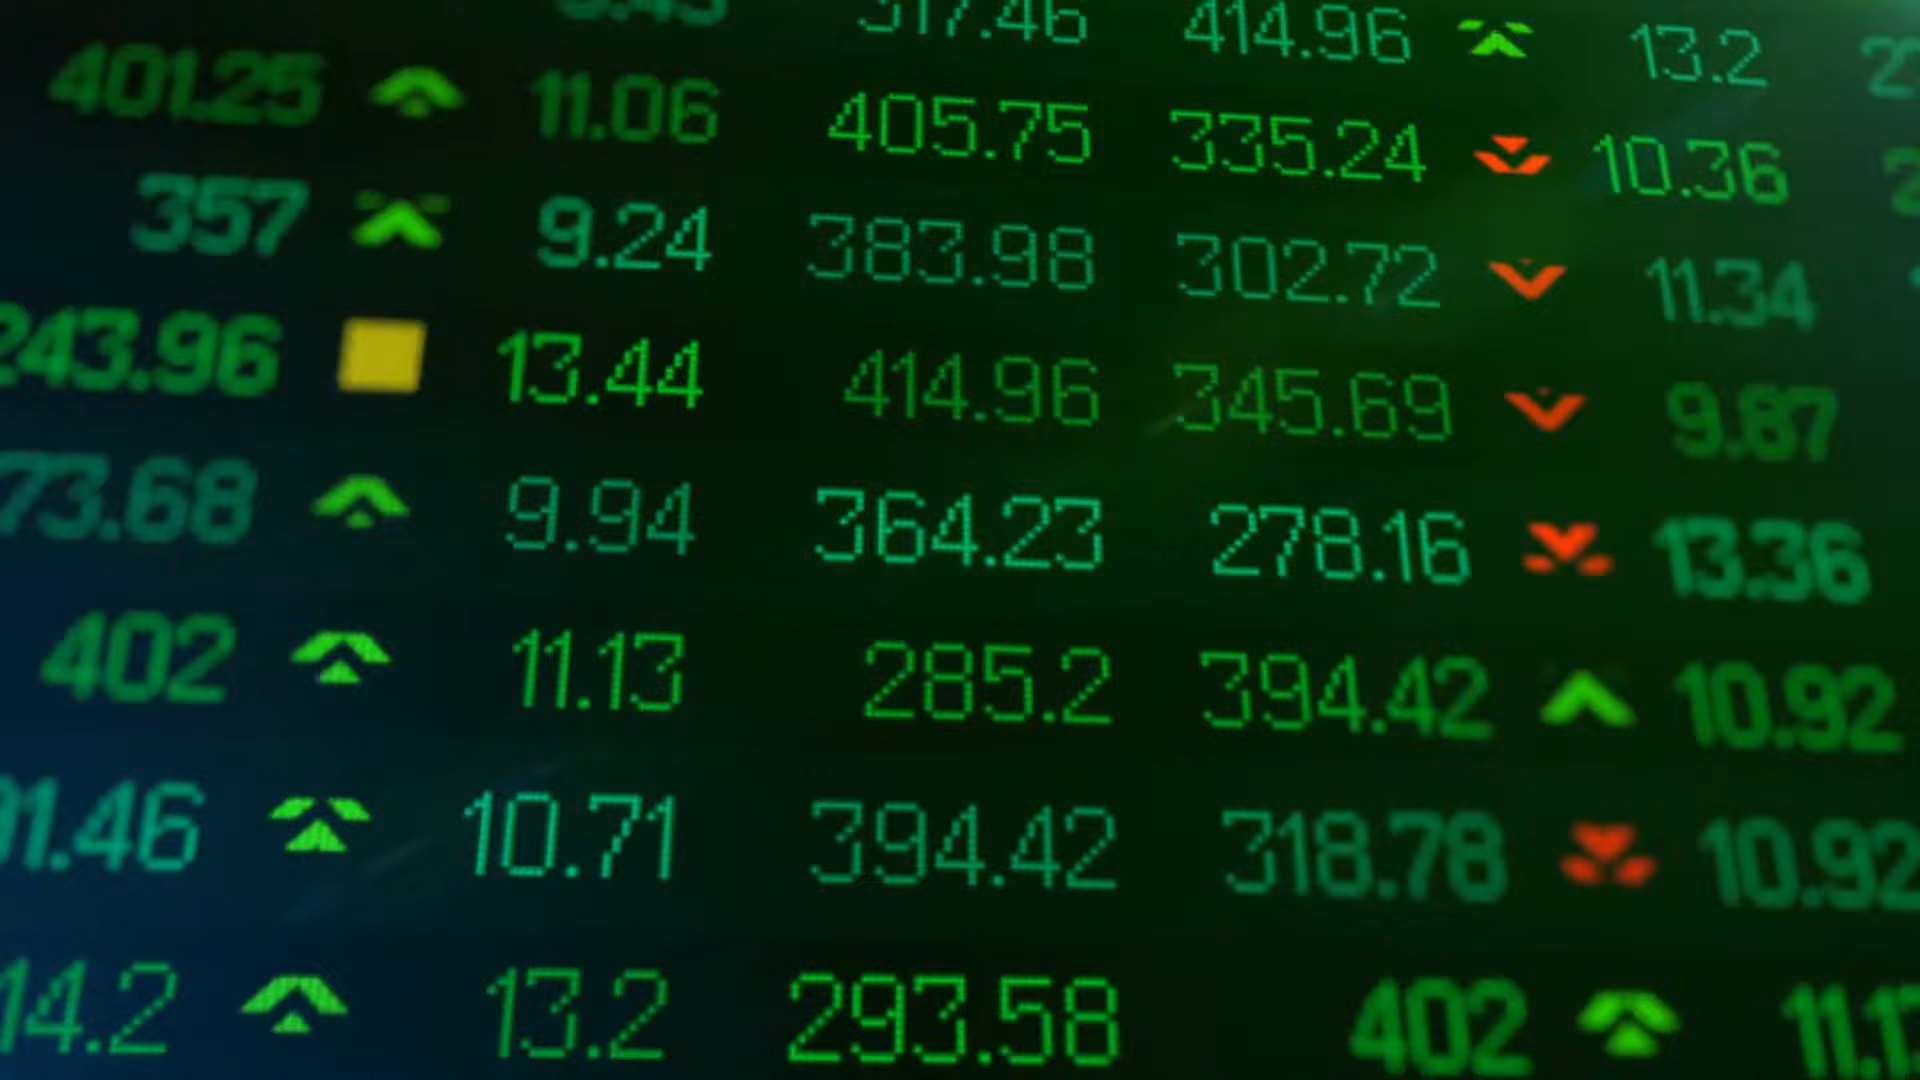 317.46 414.96 13.2
401.25 11.06 405.75 335.24 10.36
357 9.24 383.98 302.72 11.34
243.96 13.44 414.96 345.69 9.87
73.68 9.94 364.23 278.16 13.36
402 11.13 285.2 394.42 10.92
91.46 10.71 394.42 318.78 10.92
14.2 13.2 293.58 402